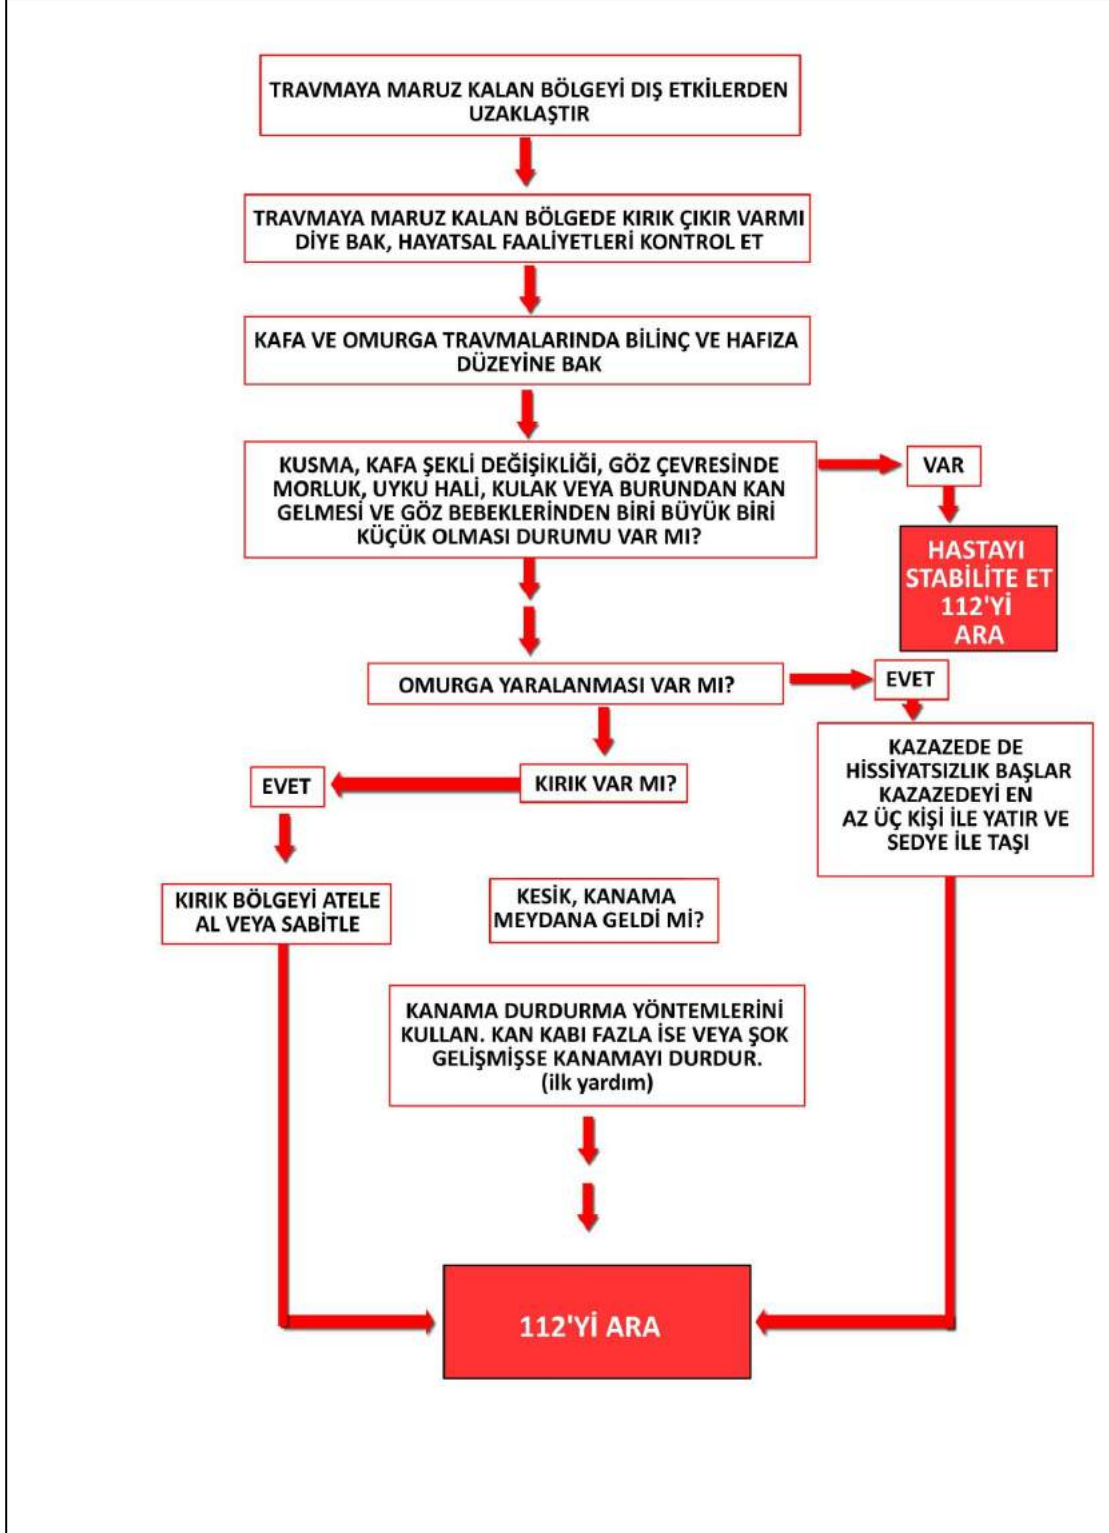 TRAVMAYA MARUZ KALAN BÖLGEYİ DIŞ ETKİLERDEN
UZAKLAŞTIR
TRAVMAYA MARUZ KALAN BÖLGEDE KIRIK ÇIKIR VARMI
DİYE BAK, HAYATSAL FAALİYETLERİ KONTROL ET
KAFA VE OMURGA TRAVMALARINDA BİLİNÇ VE HAFIZA
DÜZEYİNE BAK
KUSMA, KAFA ŞEKLİ DEĞİŞİKLİĞİ, GÖZ ÇEVRESİNDE
MORLUK, UYKU HALİ, KULAK VEYA BURUNDAN KAN
GELMESİ VE GÖZ BEBEKLERİNDEN BİRİ BÜYÜK BİRİ
KÜÇÜK OLMASI DURUMU VAR MI?
VAR
HASTAYI
STABİLİTE ET
112'Yİ
ARA
OMURGA YARALANMASI VAR MI?
EVET
KAZAZEDE DE
HİSSİYATSIZLIK BAŞLAR
KAZAZEDEYİ EN
AZ ÜÇ KİŞİ İLE YATIR VE
SEDYE İLE TAŞI
KIRIK VAR MI?
EVET
KIRIK BÖLGEYİ ATELE
AL VEYA SABİTLE
KESİK, KANAMA
MEYDANA GELDİ Mİ?
KANAMA DURDURMA YÖNTEMLERİNİ
KULLAN. KAN KABI FAZLA İSE VEYA ŞOK
GELİŞMİŞSE KANAMAYI DURDUR.
(ilk yardım)
112'Yİ ARA